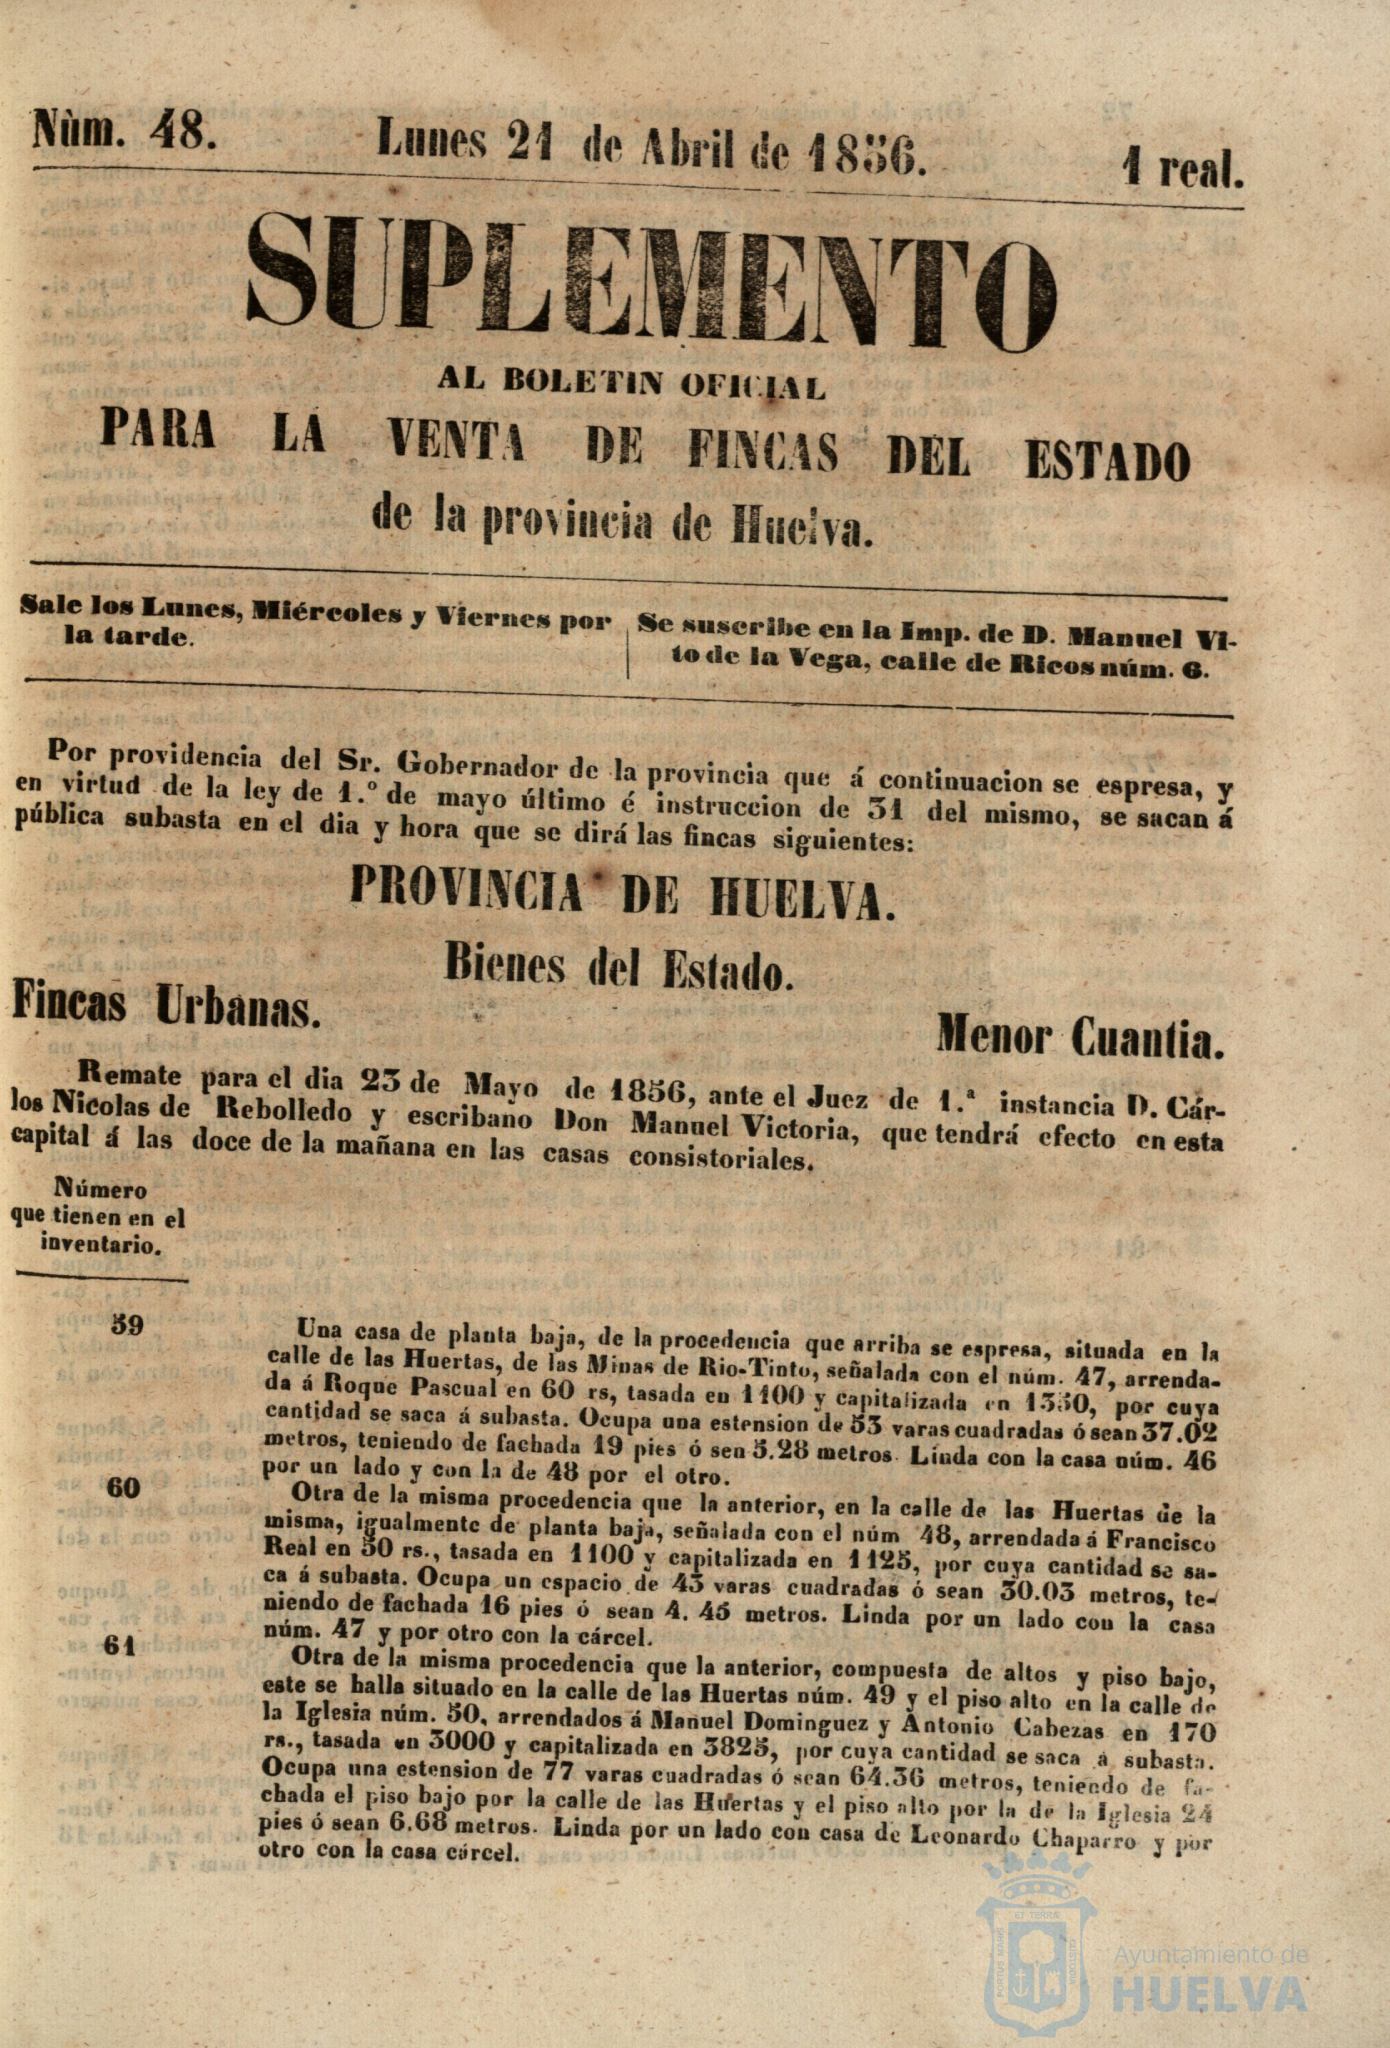 Nùm. 48.
Lunes 21 de Abril de 1856.
1 real.
SUPLEMENTO
AL BOLETIN OFICIAL
PARA LA VENTA DE FINCAS DEL ESTADO
de la provincia de Huelva.
Sale los Lunes, Miércoles y Viernes por
la tarde.
Se suscribe en la Imp. de D. Manuel Vi-
to de la Vega, calle de Ricos núm. 6.
Por providencia del Sr. Gobernador de la provincia que á continuacion se espresa, y
en virtud de la ley de 1.º de mayo último é instruccion de 31 del mismo, se sacan á
pública subasta en el dia y hora que se dirá las fincas siguientes:
PROVINCIA DE HUELVA.
Bienes del Estado.
Fincas Urbanas.
Menor Cuantia.
Remate para el dia 23 de Mayo de 1856, ante el Juez de 1.ª instancia D. Cár-
los Nicolas de Rebolledo y escribano Don Manuel Victoria, que tendrá efecto en esta
capital á las doce de la mañana en las casas consistoriales.
Número
que tienen en el
inventario.
59
Una casa de planta baja, de la procedencia que arriba se espresa, situada en la
calle de las Huertas, de las Minas de Rio-Tinto, señalada con el núm. 47, arrenda-
da á Roque Pascual en 60 rs, tasada en 1100 y capitalizada en 1350, por cuya
cantidad se saca á subasta. Ocupa una estension de 53 varas cuadradas ó sean 37.02
metros, teniendo de fachada 19 pies ó sen 5.28 metros. Linda con la casa núm. 46
por un lado y con la de 48 por el otro.
60
Otra de la misma procedencia que la anterior, en la calle de las Huertas de la
misma, igualmente de planta baja, señalada con el núm 48, arrendada á Francisco
Real en 50 rs., tasada en 1100 y capitalizada en 1125, por cuya cantidad se sa-
ca á subasta. Ocupa un espacio de 43 varas cuadradas ó sean 30.03 metros, te-
niendo de fachada 16 pies ó sean 4. 45 metros. Linda por un lado con la casa
núm. 47 y por otro con la cárcel.
61
Otra de la misma procedencia que la anterior, compuesta de altos y piso bajo,
este se halla situado en la calle de las Huertas núm. 49 y el piso alto en la calle de
la Iglesia núm. 50, arrendados á Manuel Dominguez y Antonio Cabezas en 170
rs., tasada en 3000 y capitalizada en 3825, por cuya cantidad se saca á subasta.
Ocupa una estension de 77 varas cuadradas ó sean 64.36 metros, teniendo de fa-
chada el piso bajo por la calle de las Huertas y el piso alto por la de la Iglesia 24
pies ó sean 6.68 metros. Linda por un lado con casa de Leonardo Chaparro y por
otro con la casa cárcel.
PORTUS MARIS
ET TERRÆ
CUSTODIA
Ayuntamiento de
HUELVA